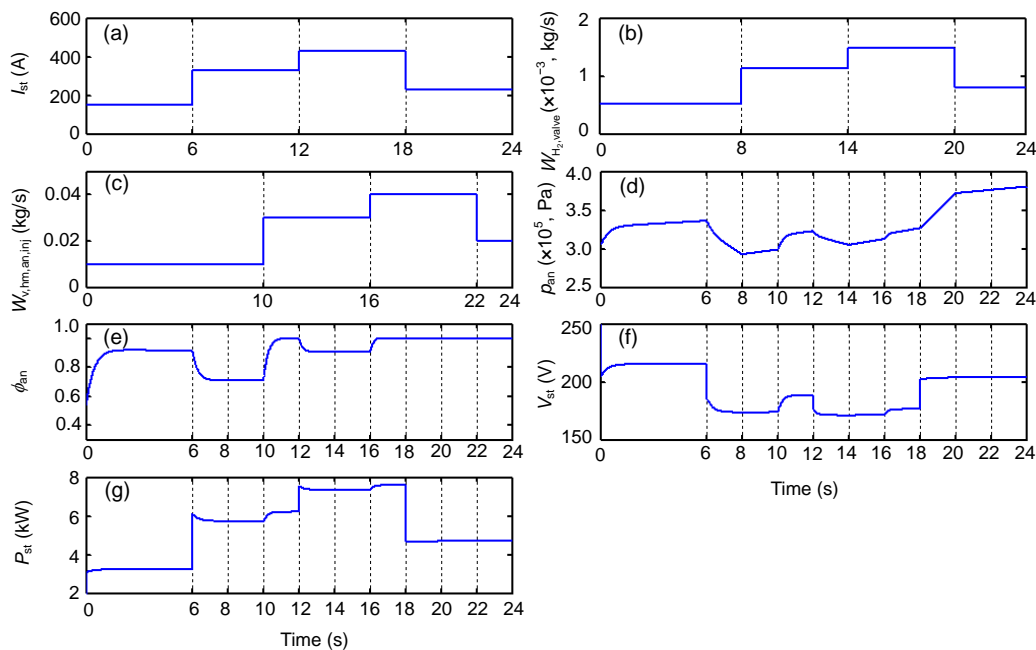 (a)
I_st (A)
600
400
200
0
0 6 12 18 24
(b)
W_H₂,valve (×10⁻³, kg/s)
2
1
0
0 8 14 20 24
(c)
W_v,hm,an,inj (kg/s)
0.04
0.02
0
0 10 16 22 24
(d)
p_an (×10⁵, Pa)
4.0
3.5
3.0
2.5
0 6 8 10 12 14 16 18 20 22 24
(e)
ϕ_an
1.0
0.8
0.6
0.4
0 6 8 10 12 14 16 18 20 22 24
(f)
V_st (V)
250
200
150
0 6 8 10 12 14 16 18 20 22 24
Time (s)
(g)
P_st (kW)
8
6
4
2
0 6 8 10 12 14 16 18 20 22 24
Time (s)